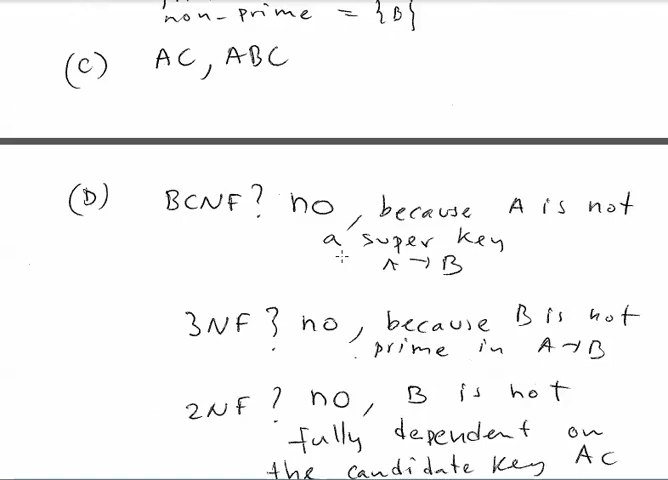 non-prime = {B}
(C) AC, ABC
(D) BCNF? no, because A is not
a super key
A → B
3NF? no, because B is not
prime in A → B
2NF? no, B is not
fully dependent on
the candidate key AC